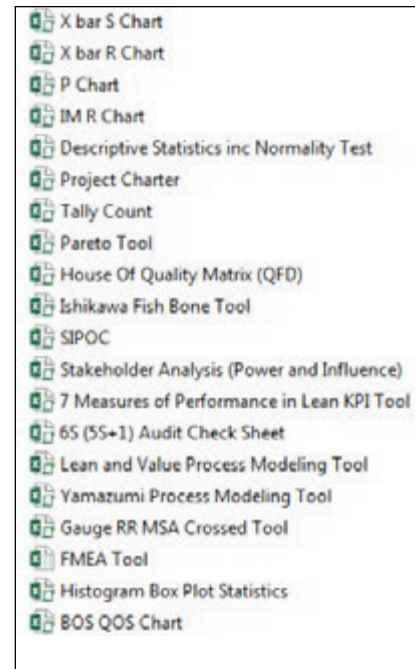 X bar S Chart
X bar R Chart
P Chart
IM R Chart
Descriptive Statistics inc Normality Test
Project Charter
Tally Count
Pareto Tool
House Of Quality Matrix (QFD)
Ishikawa Fish Bone Tool
SIPOC
Stakeholder Analysis (Power and Influence)
7 Measures of Performance in Lean KPI Tool
6S (5S+1) Audit Check Sheet
Lean and Value Process Modeling Tool
Yamazumi Process Modeling Tool
Gauge RR MSA Crossed Tool
FMEA Tool
Histogram Box Plot Statistics
BOS QOS Chart